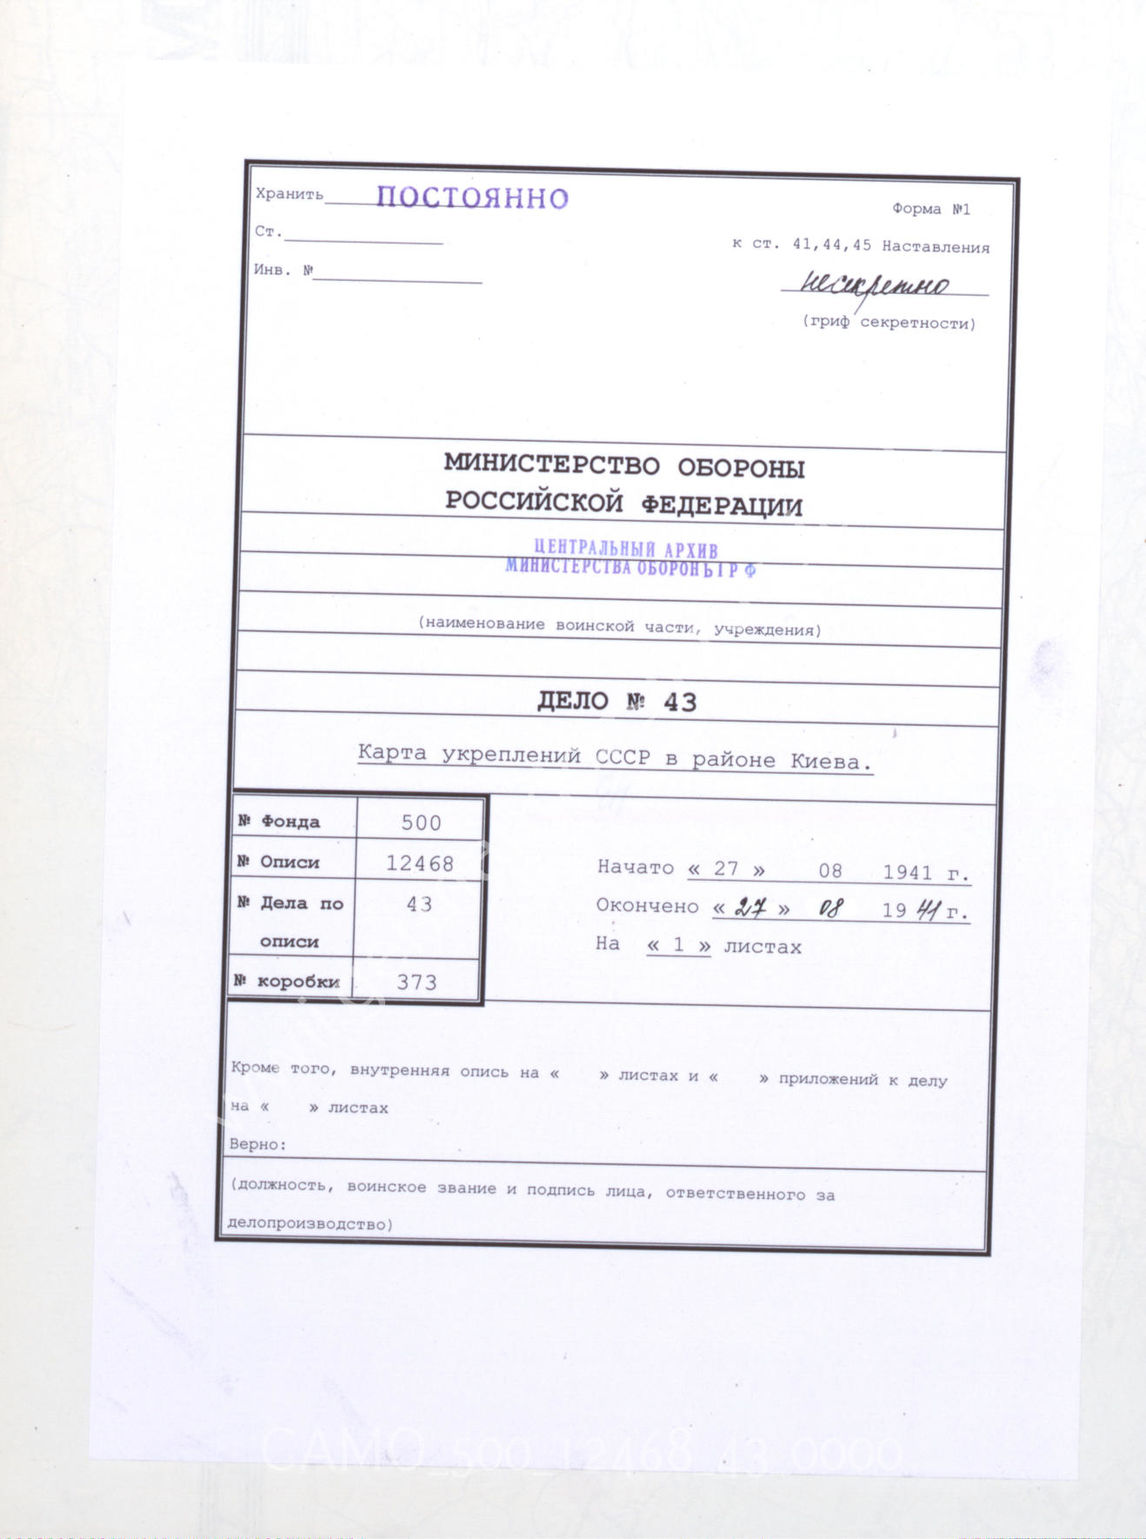 Хранить ПОСТОЯННО
Форма №1
Ст.
к ст. 41,44,45 Наставления
Инв. №
несекретно
(гриф секретности)
МИНИСТЕРСТВО ОБОРОНЫ
РОССИЙСКОЙ ФЕДЕРАЦИИ
ЦЕНТРАЛЬНЫЙ АРХИВ
МИНИСТЕРСТВА ОБОРОНЫ РФ
(наименование воинской части, учреждения)
ДЕЛО № 43
Карта укреплений СССР в районе Киева.
№ Фонда 500
№ Описи 12468
№ Дела по 43
описи
№ коробки 373
Начато « 27 » 08 1941 г.
Окончено « 27 » 08 1941 г.
На « 1 » листах
Кроме того, внутренняя опись на « » листах и « » приложений к делу
на « » листах
Верно:
(должность, воинское звание и подпись лица, ответственного за
делопроизводство)
CAMO_500_12468_43_0000